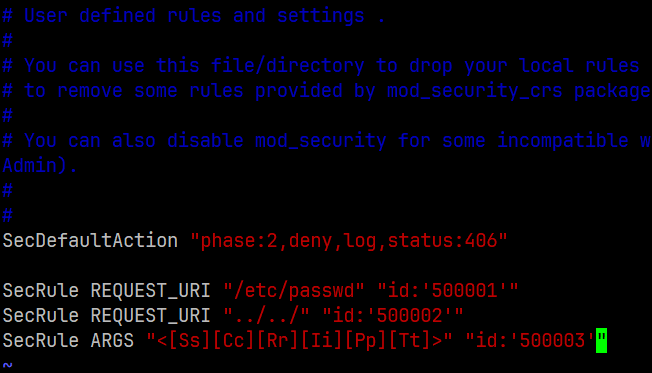 # User defined rules and settings .
#
# You can use this file/directory to drop your local rules
# to remove some rules provided by mod_security_crs package
#
# You can also disable mod_security for some incompatible w
Admin).
#
#
SecDefaultAction "phase:2,deny,log,status:406"
SecRule REQUEST_URI "/etc/passwd" "id:'500001'"
SecRule REQUEST_URI "../../" "id:'500002'"
SecRule ARGS "<[Ss][Cc][Rr][Ii][Pp][Tt]>" "id:'500003'"
~